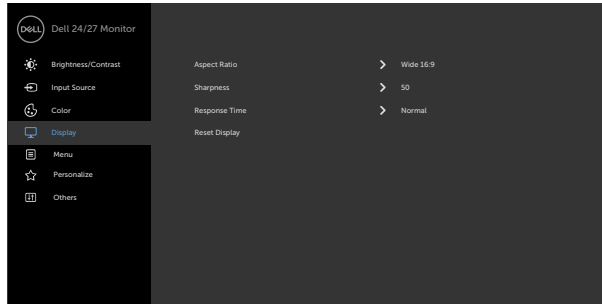 DELL Dell 24/27 Monitor
Brightness/Contrast
Input Source
Color
Display
Menu
Personalize
Others
Aspect Ratio Wide 16:9
Sharpness 50
Response Time Normal
Reset Display